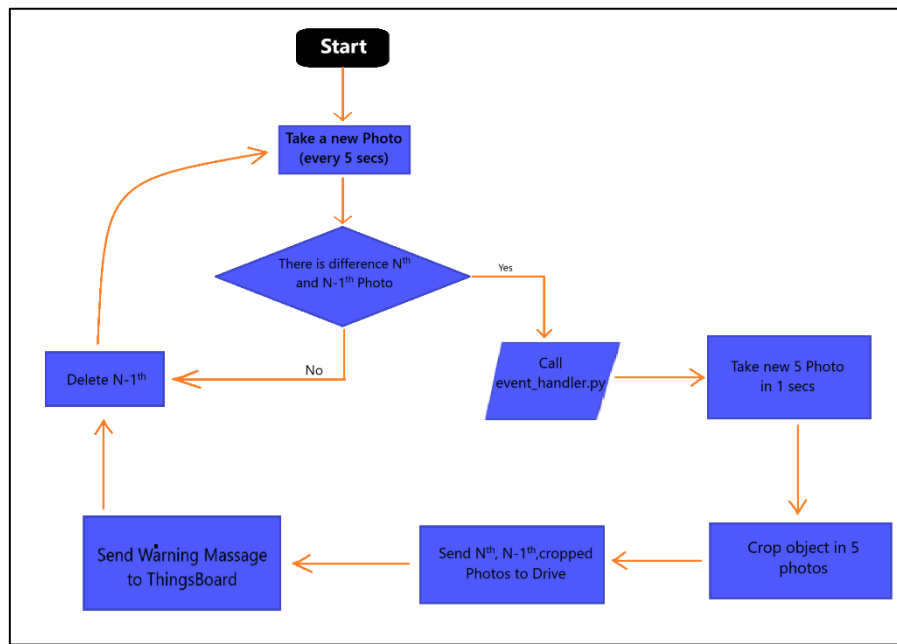 Start
Take a new Photo
(every 5 secs)
There is difference Nth
and N-1th Photo
Yes
No
Delete N-1th
Call
event_handler.py
Take new 5 Photo
in 1 secs
Crop object in 5
photos
Send Nth, N-1th,cropped
Photos to Drive
Send Warning Massage
to ThingsBoard